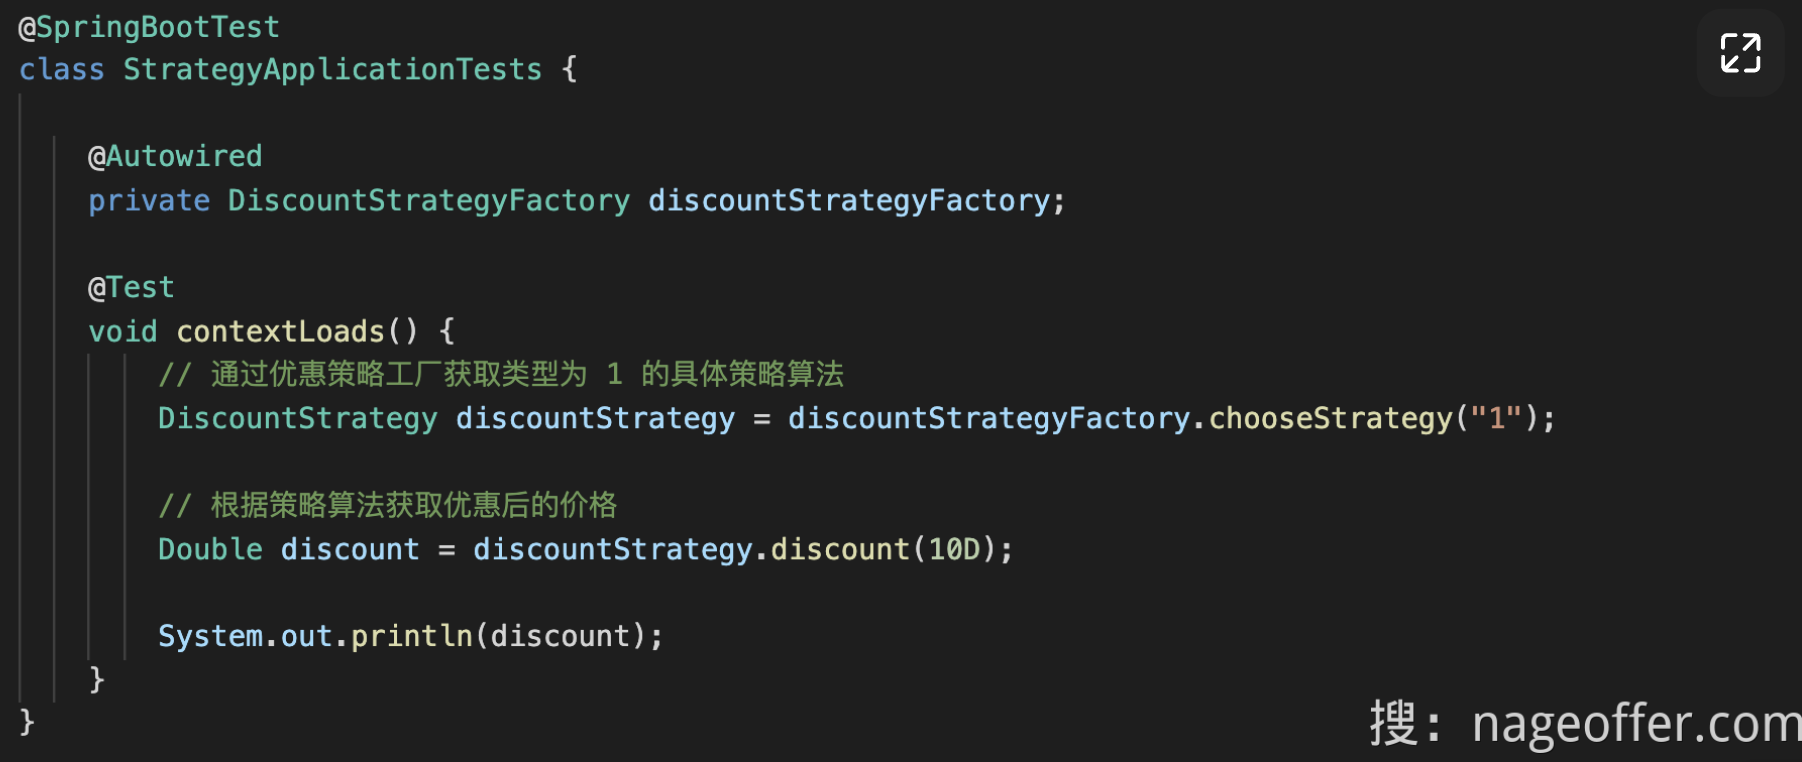 @SpringBootTest
class StrategyApplicationTests {
@Autowired
private DiscountStrategyFactory discountStrategyFactory;
@Test
void contextLoads() {
// 通过优惠策略工厂获取类型为 1 的具体策略算法
DiscountStrategy discountStrategy = discountStrategyFactory.chooseStrategy("1");
// 根据策略算法获取优惠后的价格
Double discount = discountStrategy.discount(10D);
System.out.println(discount);
}
}
搜：nageoffer.com